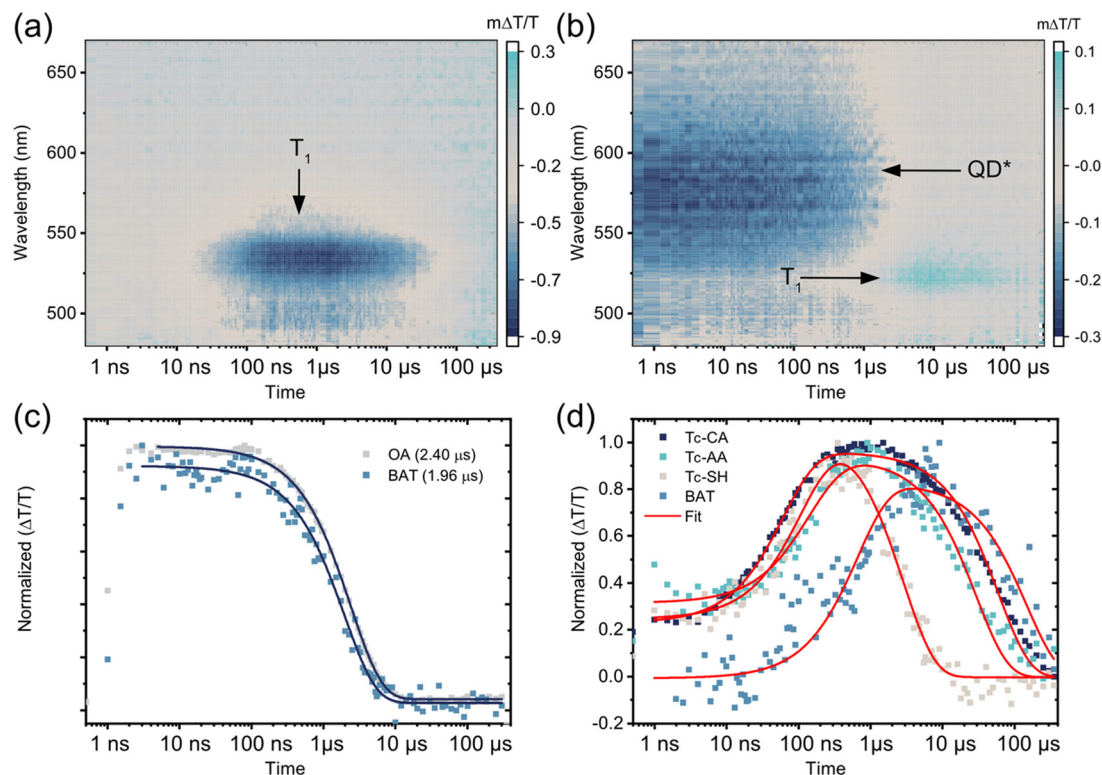 (a)
mΔT/T
650
600
550
500
Wavelength (nm)
T1
0.3
0.0
-0.2
-0.5
-0.7
-0.9
1 ns
10 ns
100 ns
1µs
10 µs
100 µs
Time
(b)
mΔT/T
650
600
550
500
Wavelength (nm)
QD*
T1
0.1
0.1
-0.0
-0.1
-0.2
-0.3
1 ns
10 ns
100 ns
1µs
10 µs
100 µs
Time
(c)
Normalized (ΔT/T)
OA (2.40 µs)
BAT (1.96 µs)
1 ns
10 ns
100 ns
1µs
10 µs
100 µs
Time
(d)
Normalized (ΔT/T)
1.0
0.8
0.6
0.4
0.2
0.0
-0.2
Tc-CA
Tc-AA
Tc-SH
BAT
Fit
1 ns
10 ns
100 ns
1µs
10 µs
100 µs
Time